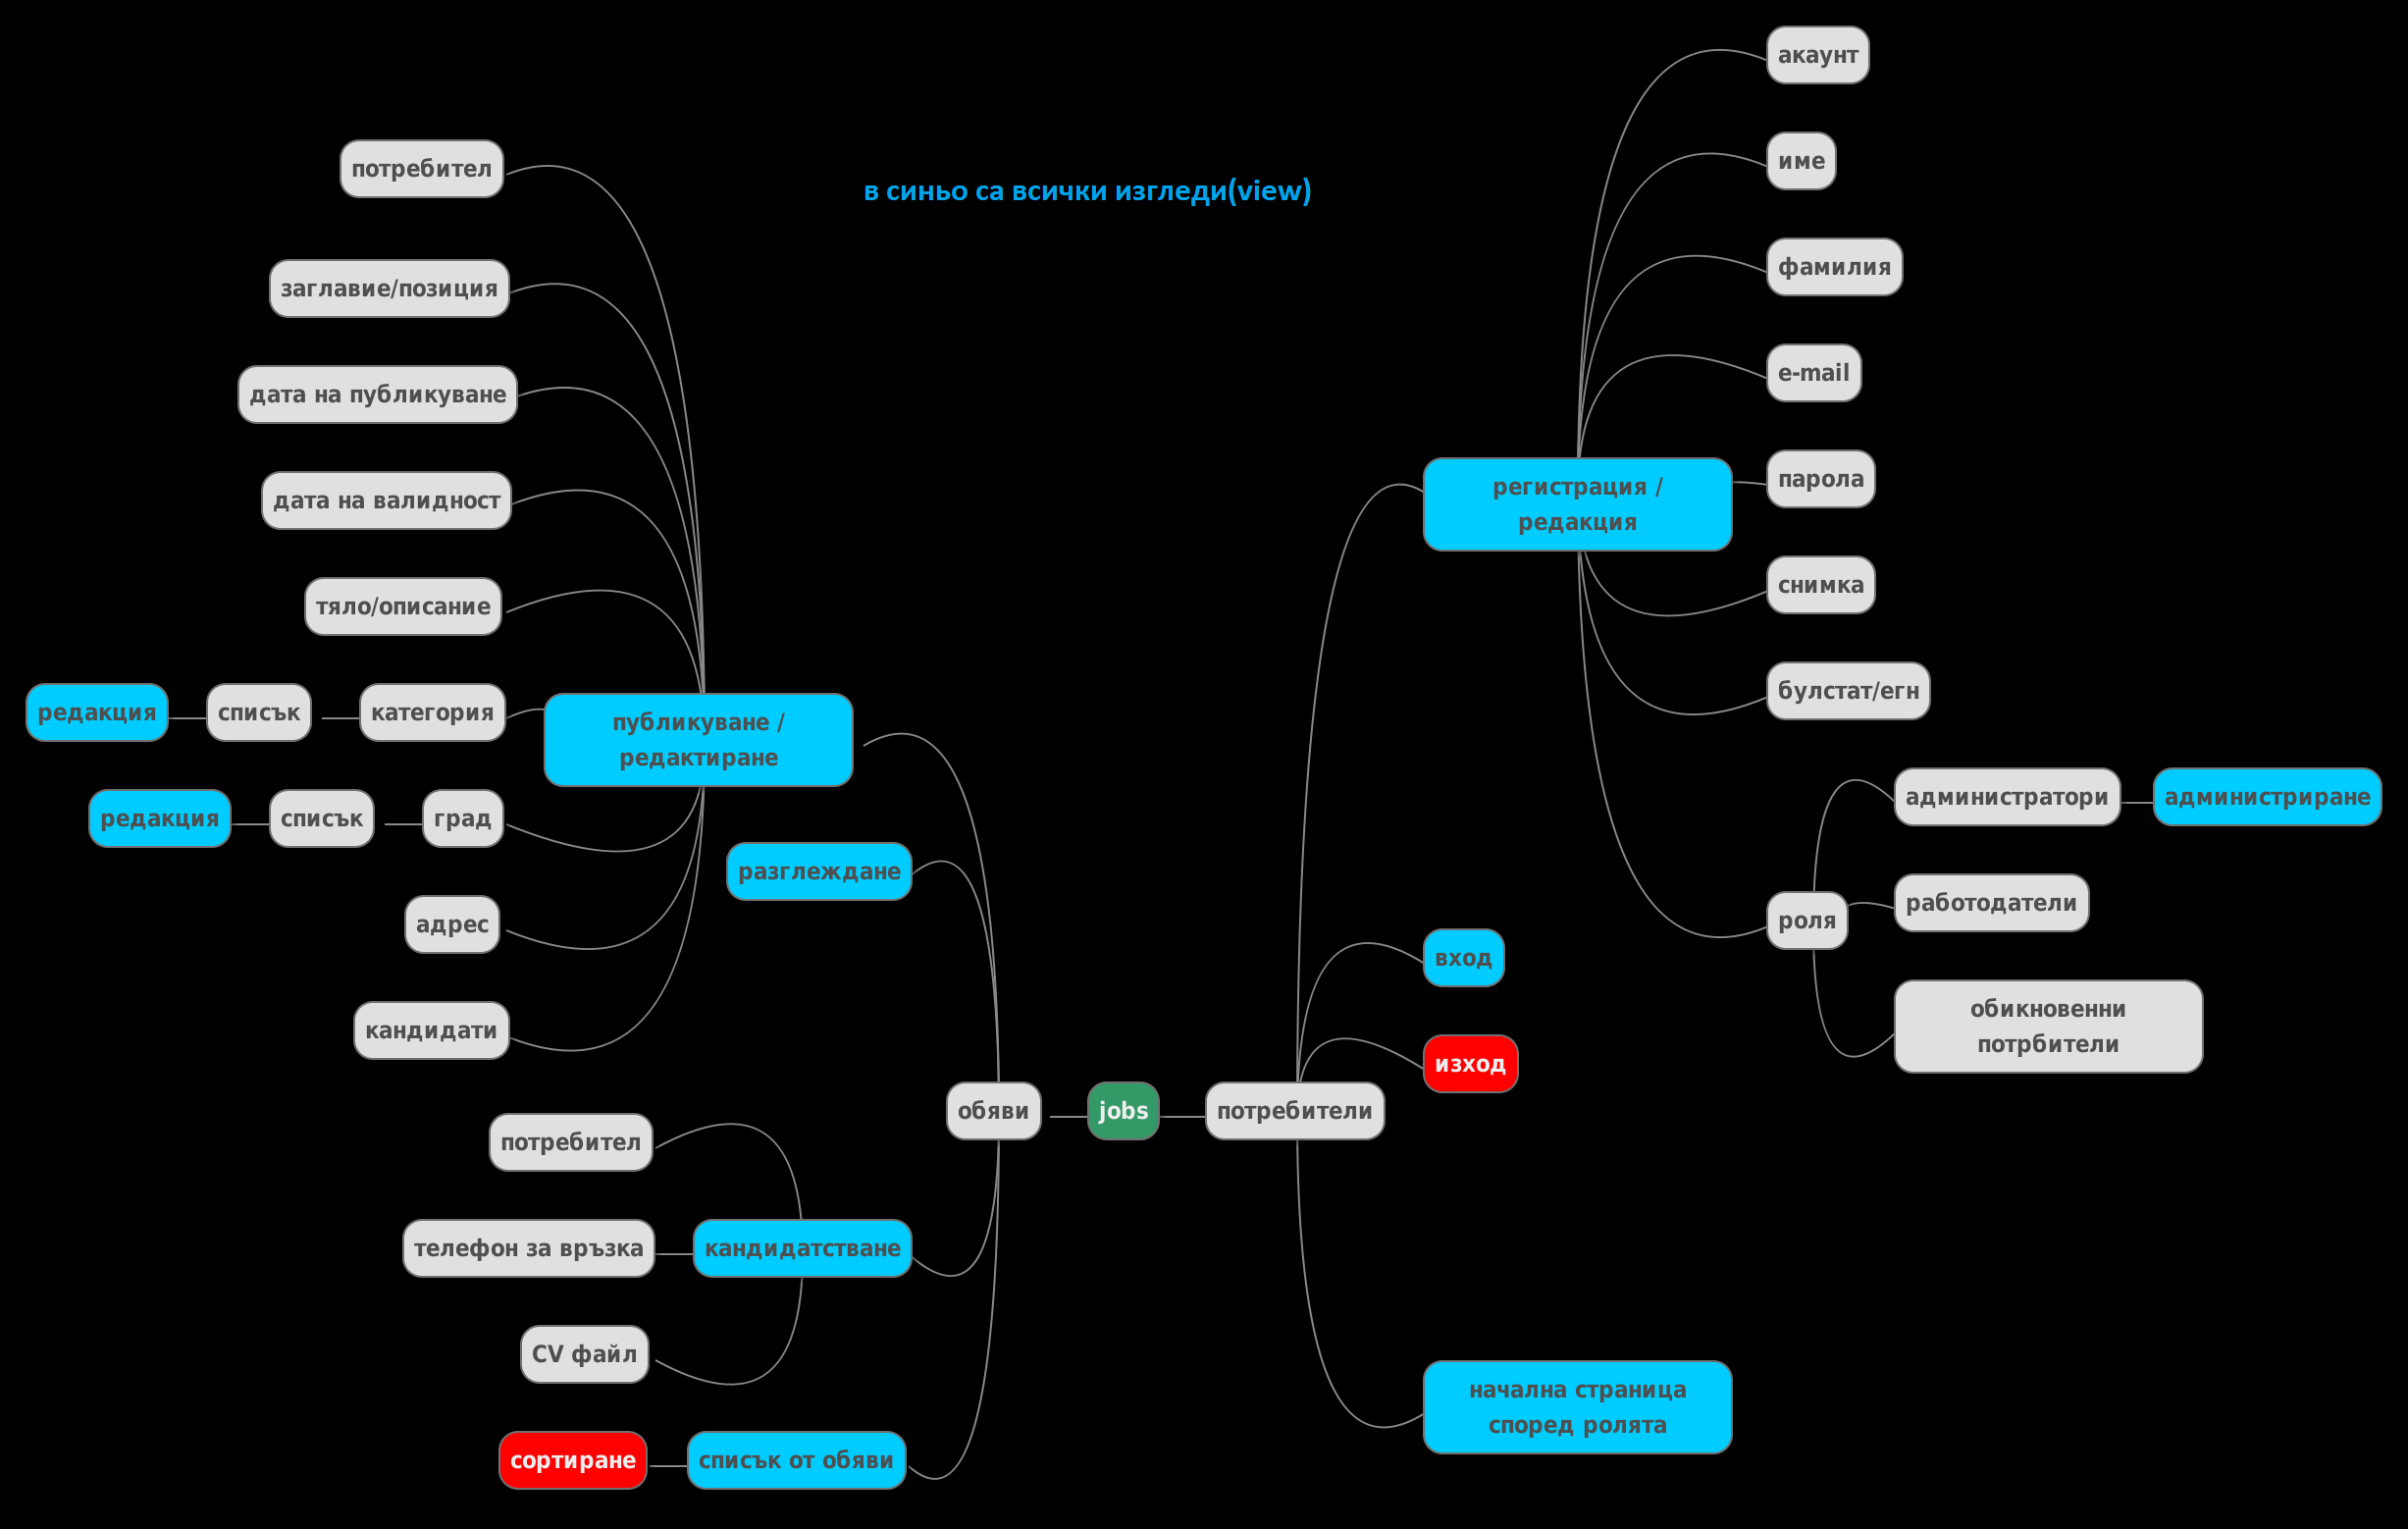 акаунт
име
потребител
в синьо са всички изгледи(view)
фамилия
заглавие/позиция
e-mail
дата на публикуване
парола
дата на валидност
регистрация /
редакция
снимка
тяло/описание
булстат/егн
редакция
списък
категория
публикуване /
редактиране
администратори
администриране
редакция
списък
град
разглеждане
работодатели
роля
адрес
вход
обикновенни
потрбители
кандидати
изход
обяви
jobs
потребители
потребител
телефон за връзка
кандидатстване
CV файл
начална страница
според ролята
сортиране
списък от обяви